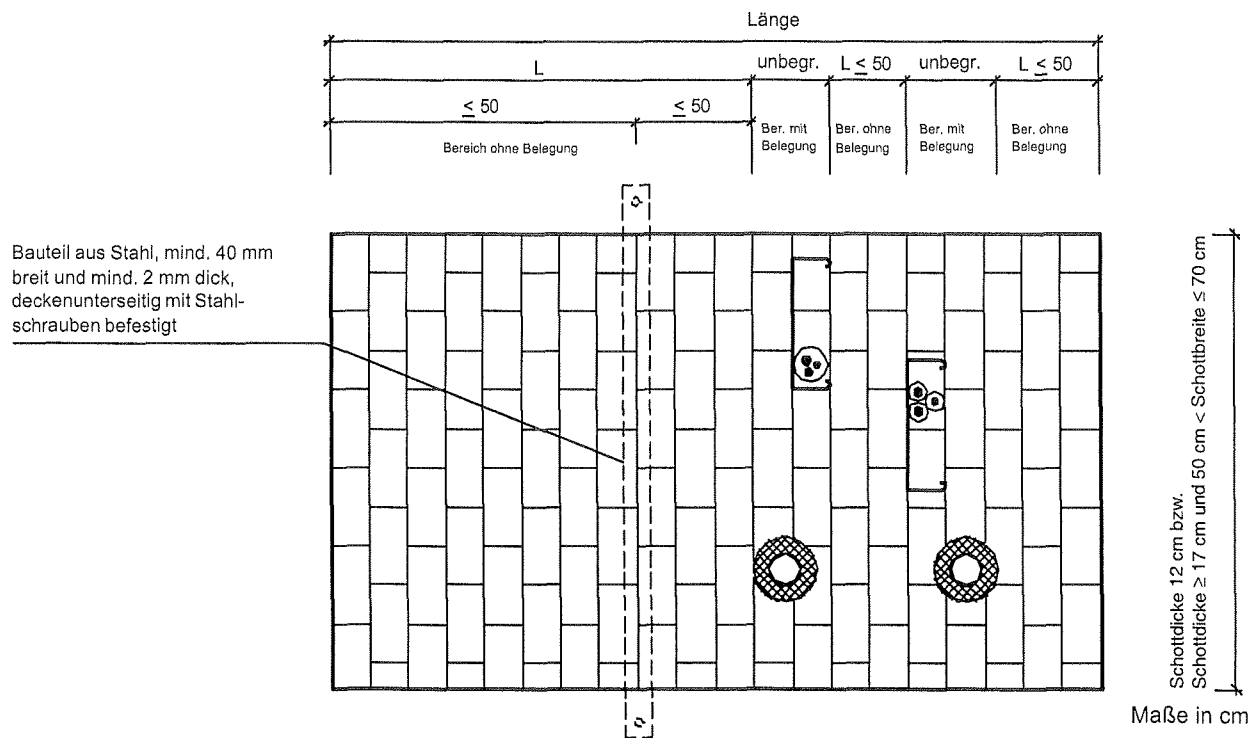 Länge
L
unbegr.
L ≤ 50
unbegr.
L ≤ 50
≤ 50
≤ 50
Bereich ohne Belegung
Ber. mit
Belegung
Ber. ohne
Belegung
Ber. mit
Belegung
Ber. ohne
Belegung
Bauteil aus Stahl, mind. 40 mm
breit und mind. 2 mm dick,
deckenunterseitig mit Stahl-
schrauben befestigt
Schottdicke 12 cm bzw.
Schottdicke ≥ 17 cm und 50 cm < Schottbreite ≤ 70 cm
Maße in cm